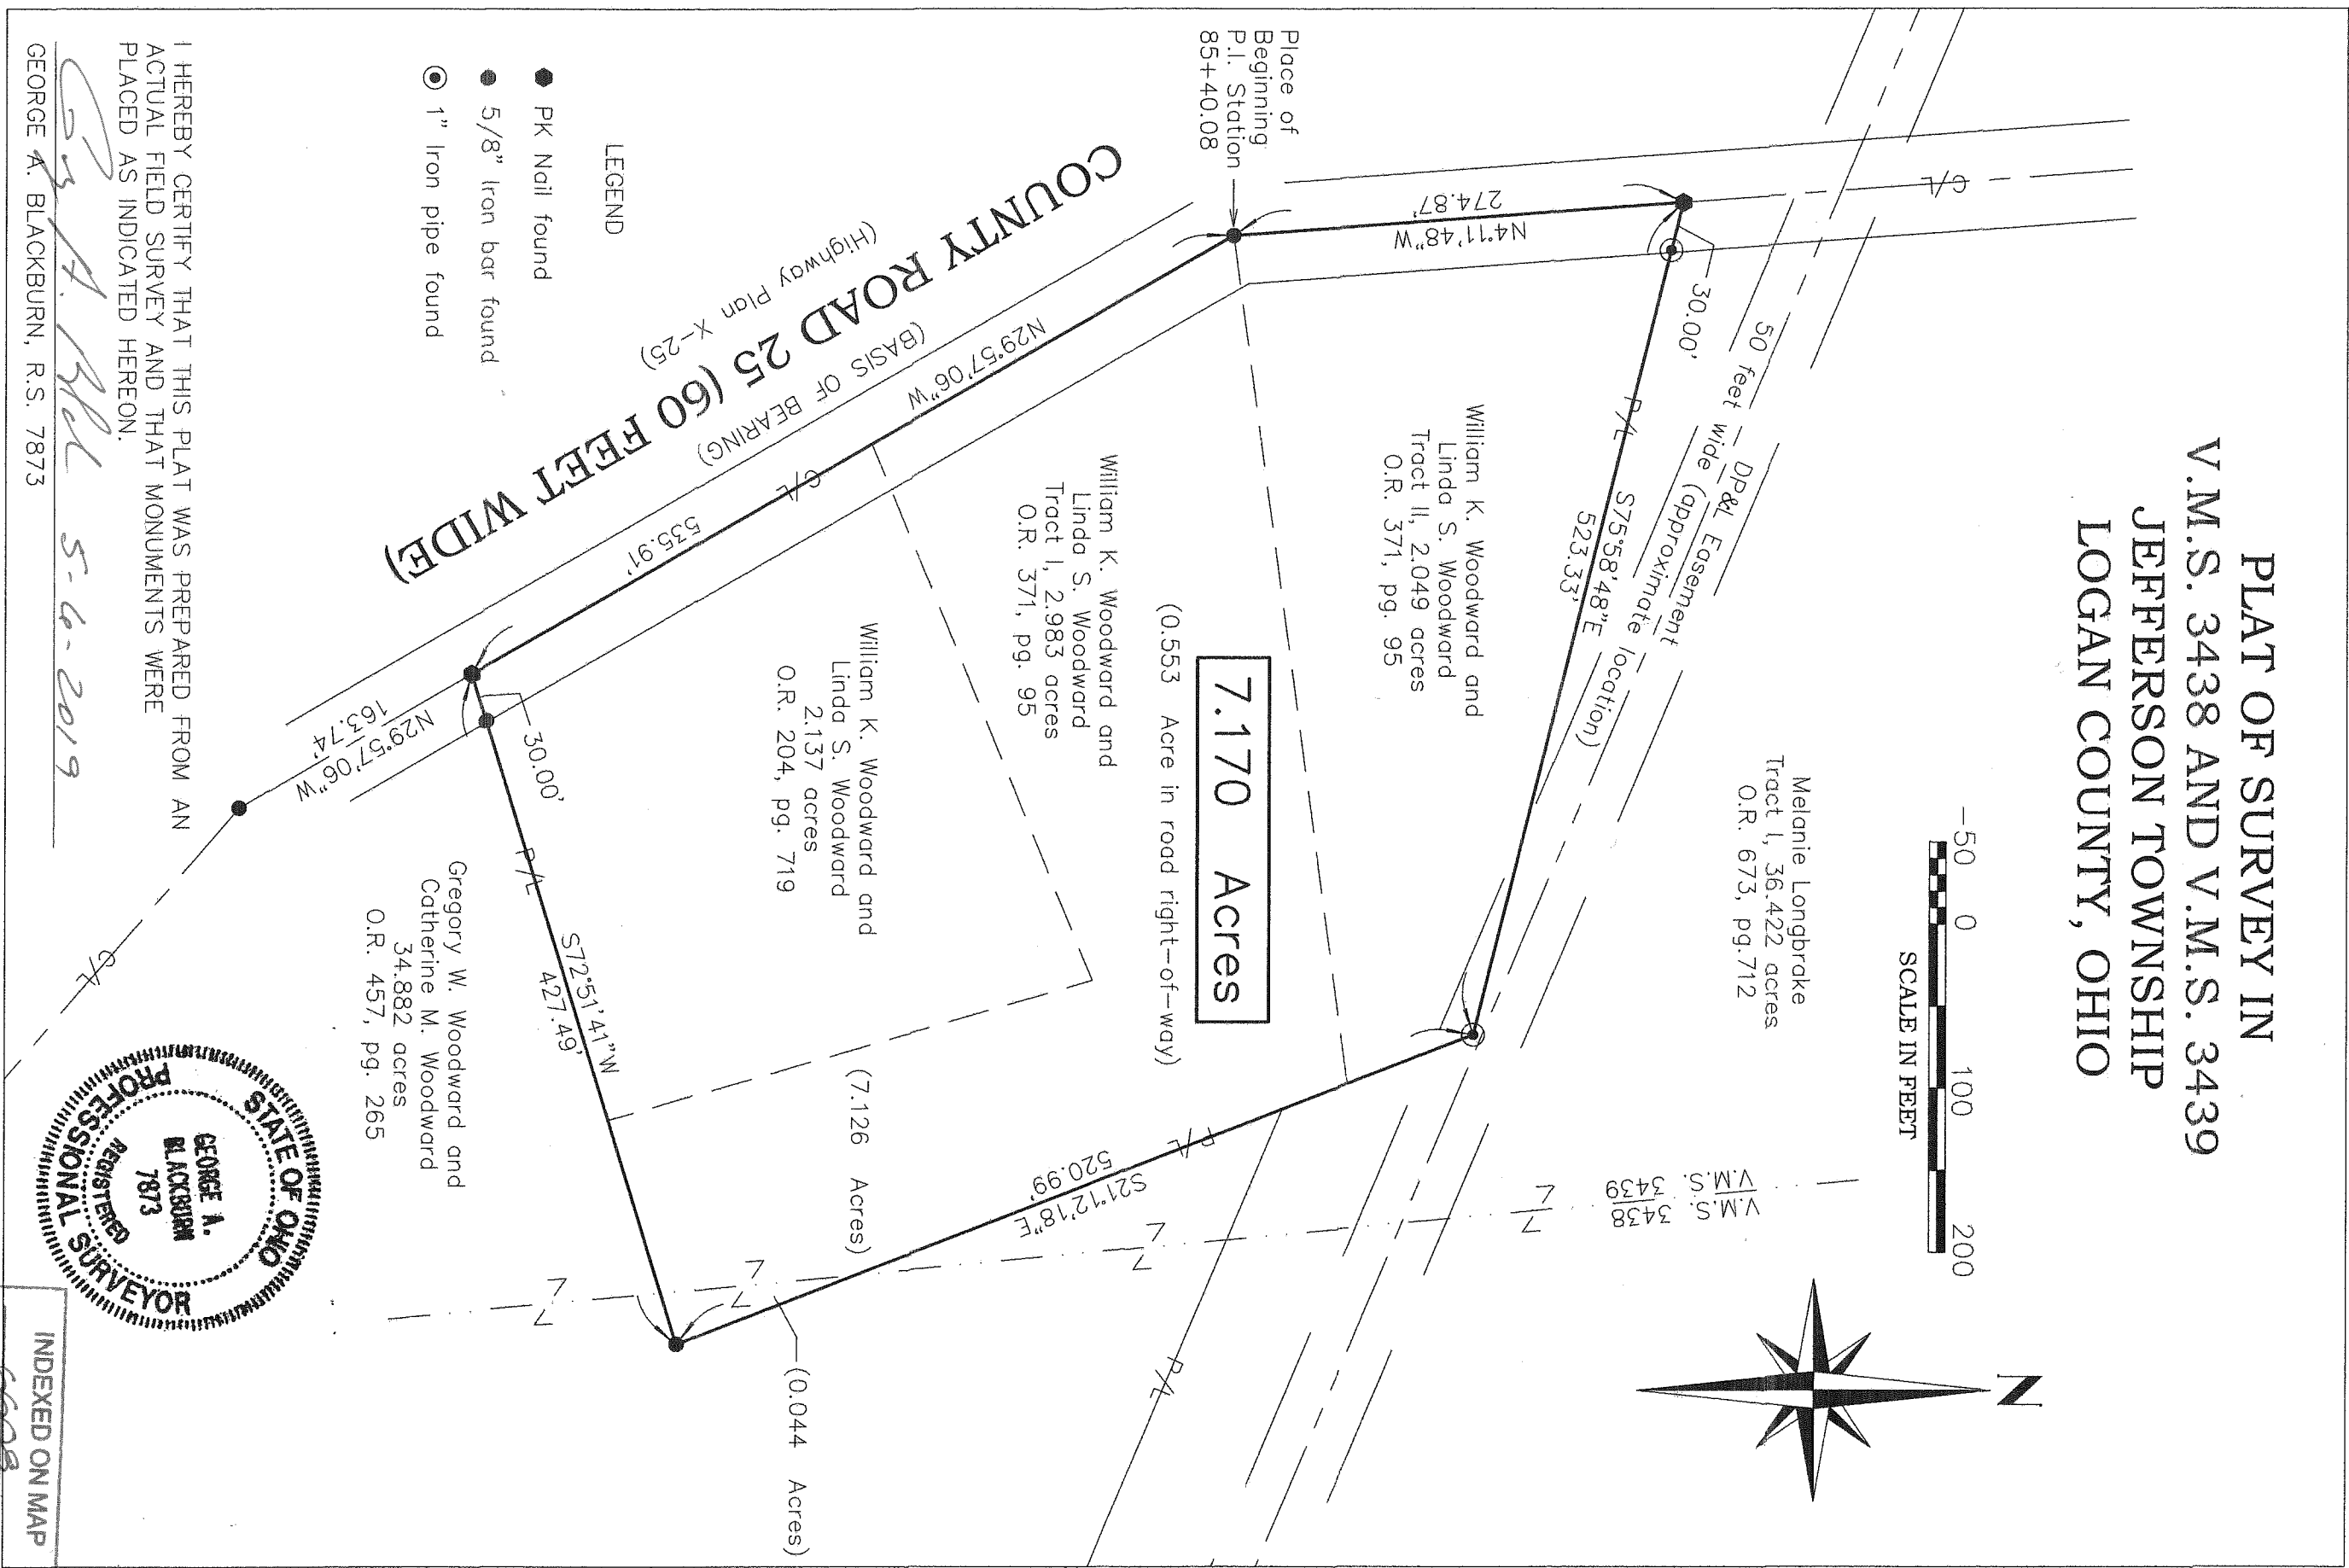 PLAT OF SURVEY IN
V.M.S. 3438 AND V.M.S. 3439
JEFFERSON TOWNSHIP
LOGAN COUNTY, OHIO
-50 0 100 200
SCALE IN FEET
N
Melanie Longbrake
Tract I, 36.422 acres
O.R. 673, pg.712
V.M.S. 3438
V.M.S. 3439
C/L
50 feet wide DP&L Easement
(approximate location)
30.00'
P/L
S75°58'48"E
523.33'
N4°11'48"W
274.87'
Place of
Beginning
P.I. Station
85+40.08
William K. Woodward and
Linda S. Woodward
Tract II, 2.049 acres
O.R. 371, pg. 95
7.170 Acres
(0.553 Acre in road right-of-way)
William K. Woodward and
Linda S. Woodward
Tract I, 2.983 acres
O.R. 371, pg. 95
P/L
S21°12'18"E
520.99'
P/L
N29°57'06"W
(BASIS OF BEARING)
C/L
535.91'
COUNTY ROAD 25 (60 FEET WIDE)
(Highway Plan X-25)
William K. Woodward and
Linda S. Woodward
2.137 acres
O.R. 204, pg. 719
(7.126 Acres)
(0.044 Acres)
30.00'
P/L
S72°51'41"W
427.49'
N29°57'06"W
163.74'
C/L
Gregory W. Woodward and
Catherine M. Woodward
34.882 acres
O.R. 457, pg. 265
LEGEND
PK Nail found
5/8" Iron bar found
1" Iron pipe found
I HEREBY CERTIFY THAT THIS PLAT WAS PREPARED FROM AN
ACTUAL FIELD SURVEY AND THAT MONUMENTS WERE
PLACED AS INDICATED HEREON.
5-6-2019
GEORGE A. BLACKBURN, R.S. 7873
STATE OF OHIO
GEORGE A.
BLACKBURN
7873
REGISTERED
PROFESSIONAL SURVEYOR
INDEXED ON MAP